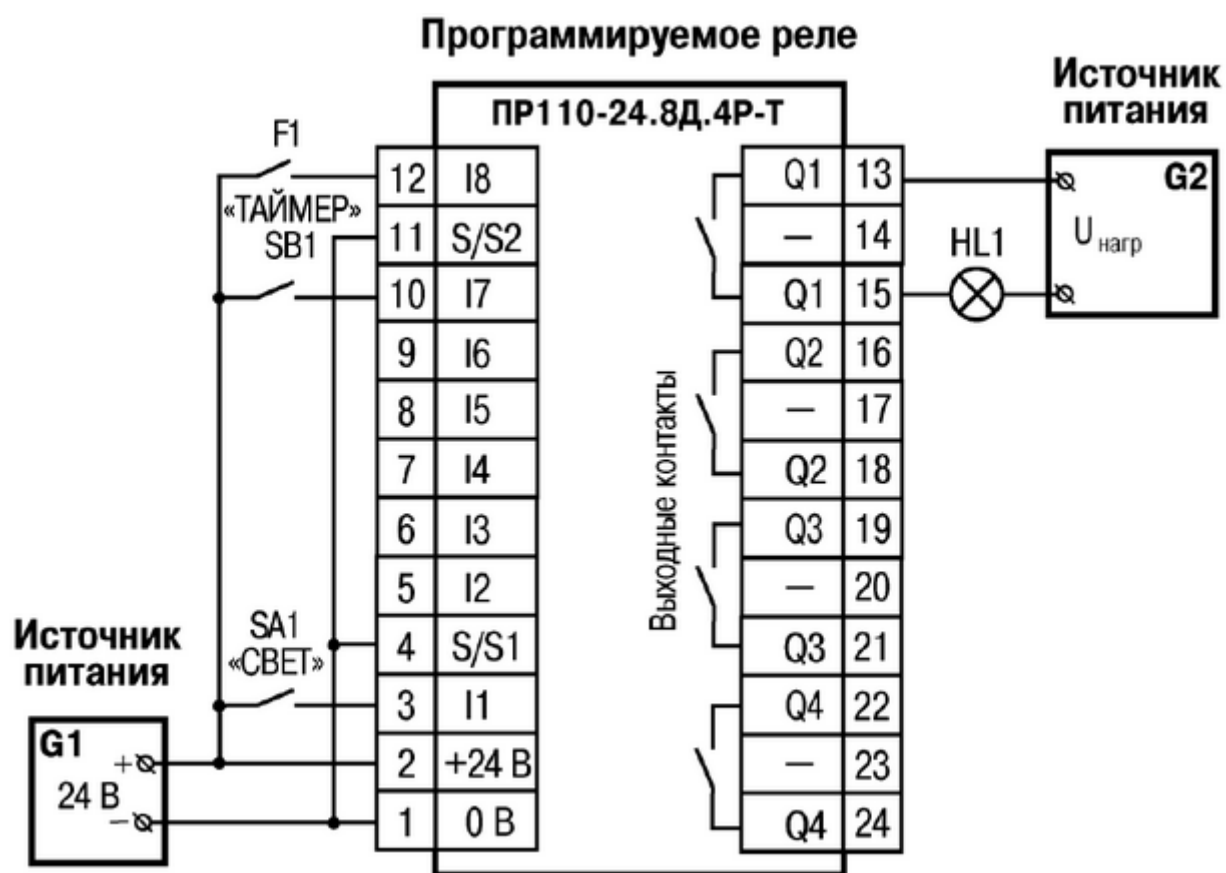 Программируемое реле
Источник
питания
ПР110-24.8Д.4Р-Т
F1
«ТАЙМЕР»
SB1
12 I8
11 S/S2
10 I7
9 I6
8 I5
7 I4
6 I3
5 I2
4 S/S1
3 I1
2 +24 В
1 0 В
SA1
«СВЕТ»
Источник
питания
G1
+
24 В
−
Выходные контакты
Q1 13
— 14
Q1 15
Q2 16
— 17
Q2 18
Q3 19
— 20
Q3 21
Q4 22
— 23
Q4 24
HL1
G2
U нагр